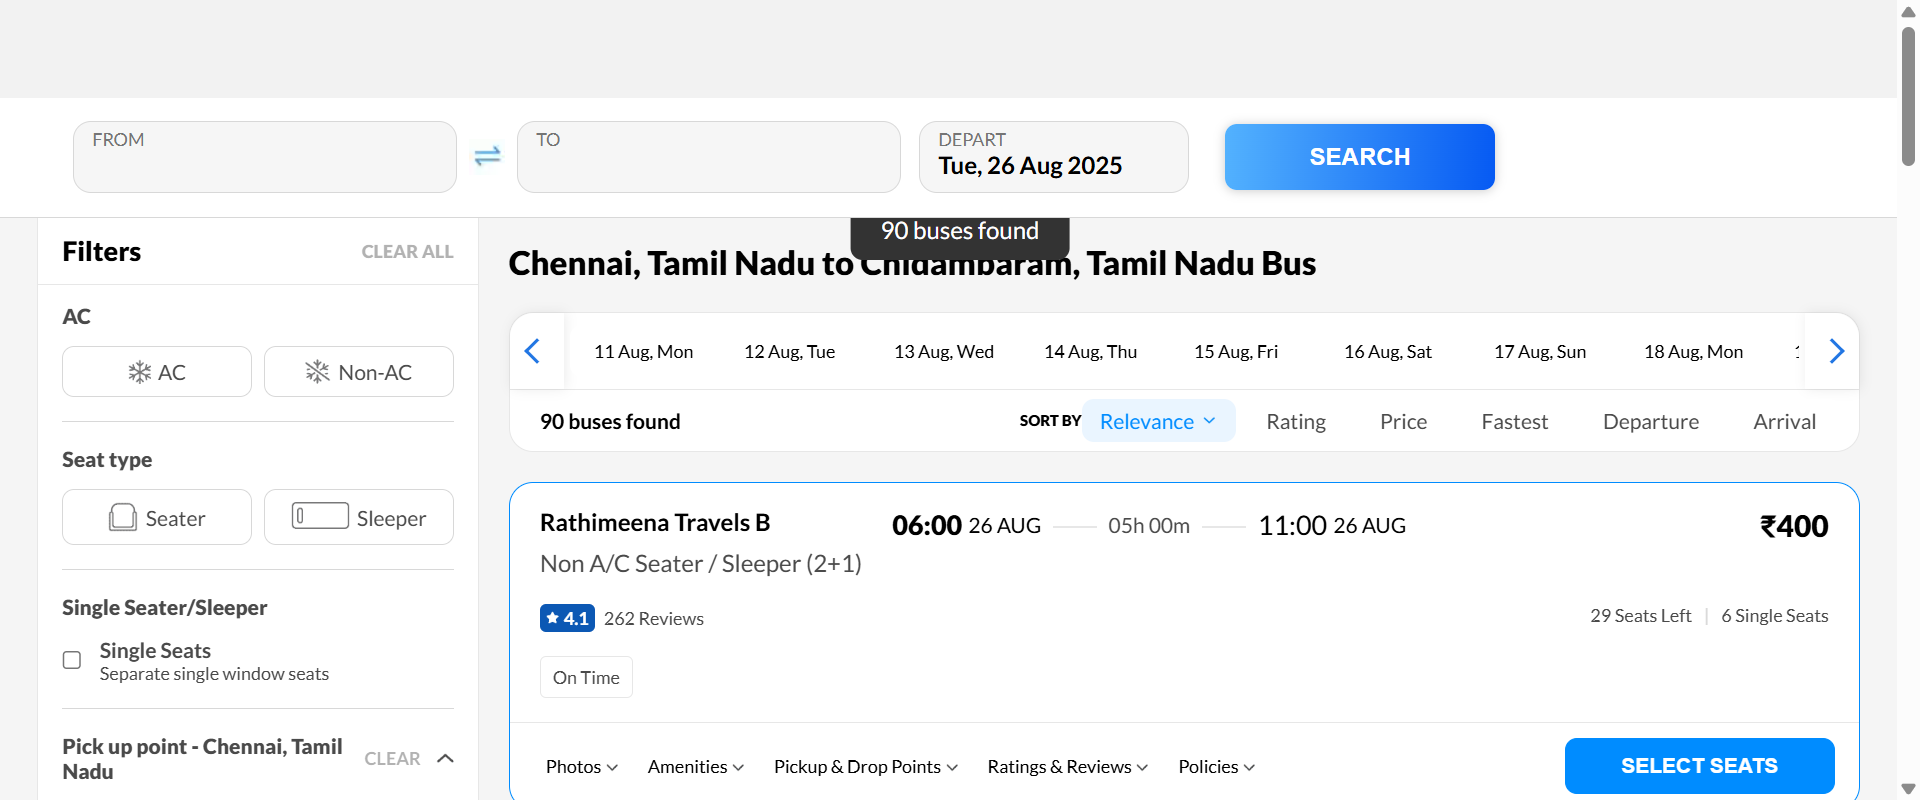 FROM
TO
DEPART
Tue, 26 Aug 2025
SEARCH
90 buses found
Filters
CLEAR ALL
Chennai, Tamil Nadu to Chidambaram, Tamil Nadu Bus
AC
AC
Non-AC
11 Aug, Mon
12 Aug, Tue
13 Aug, Wed
14 Aug, Thu
15 Aug, Fri
16 Aug, Sat
17 Aug, Sun
18 Aug, Mon
90 buses found
SORT BY
Relevance
Rating
Price
Fastest
Departure
Arrival
Seat type
Seater
Sleeper
Single Seater/Sleeper
Single Seats
Separate single window seats
Pick up point - Chennai, Tamil
Nadu
CLEAR
Rathimeena Travels B
06:00 26 AUG
05h 00m
11:00 26 AUG
₹400
Non A/C Seater / Sleeper (2+1)
4.1
262 Reviews
29 Seats Left
6 Single Seats
On Time
Photos
Amenities
Pickup & Drop Points
Ratings & Reviews
Policies
SELECT SEATS